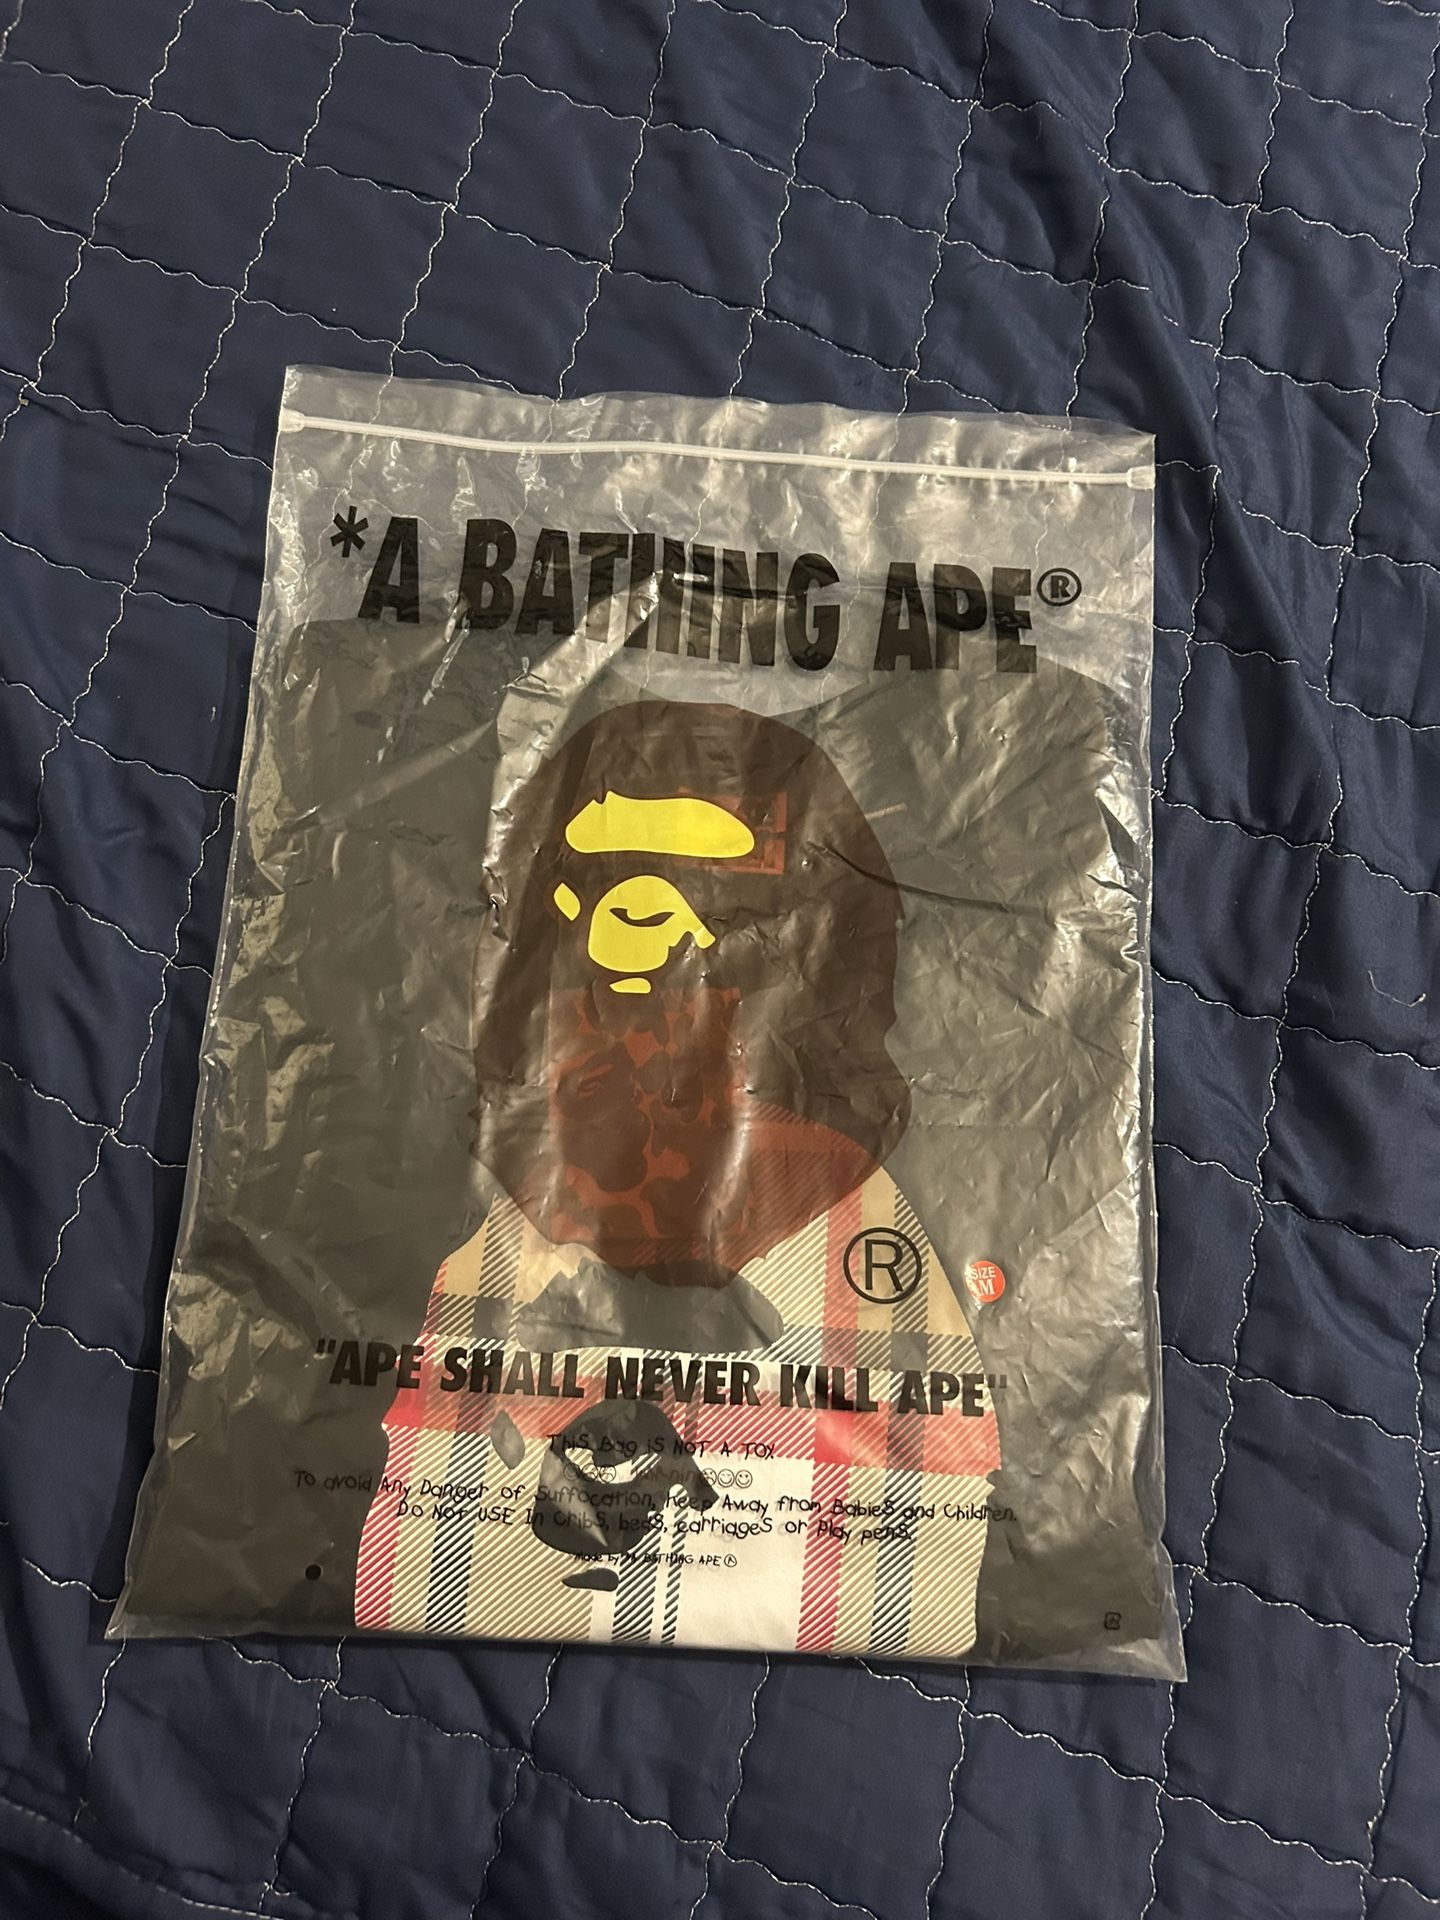 *A BATHING APE®
®
SIZE
M
"APE SHALL NEVER KILL APE"
THiS Bag iS NOT A TOY.
To avoid Any Danger of Suffocation, Keep Away from BabieS and Children.
Do NOT USE In CribS, bedS, carriageS or Play penS.
Made by *A BATHING APE®